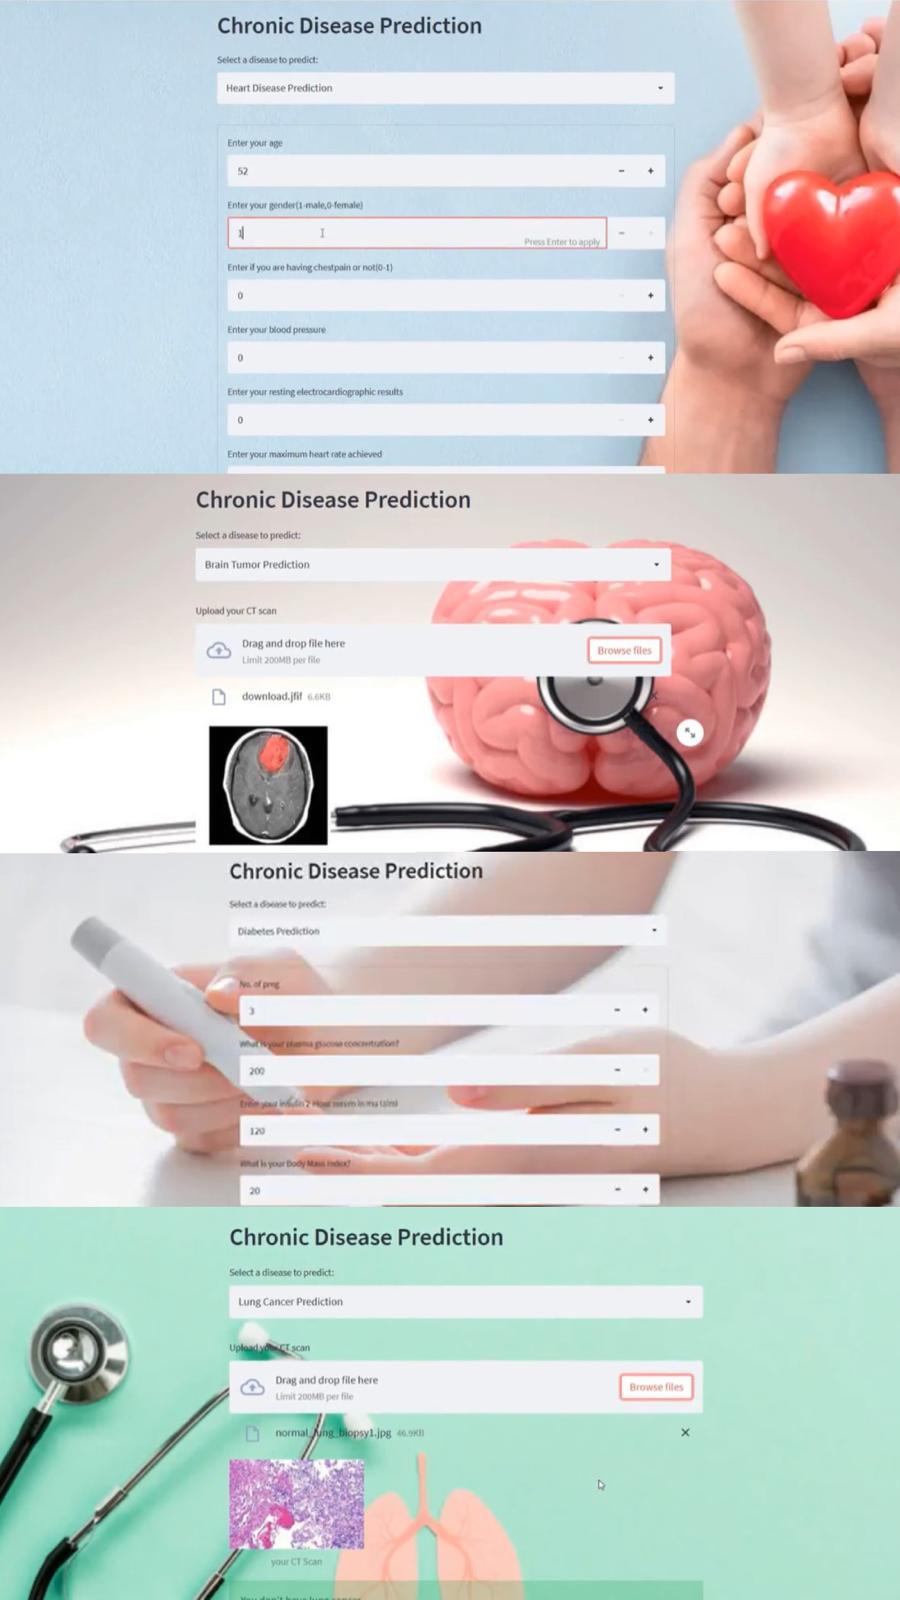 Chronic Disease Prediction
Select a disease to predict:
Heart Disease Prediction
Enter your age
52
Enter your gender(1-male,0-female)
1
Press Enter to apply
Enter if you are having chestpain or not(0-1)
0
Enter your blood pressure
0
Enter your resting electrocardiographic results
0
Enter your maximum heart rate achieved
Chronic Disease Prediction
Select a disease to predict:
Brain Tumor Prediction
Upload your CT scan
Drag and drop file here
Limit 200MB per file
Browse files
download.jfif 6.6KB
Chronic Disease Prediction
Select a disease to predict:
Diabetes Prediction
No. of preg
3
What is your plasma glucose concentration?
200
Enter your insulin 2-Hour serum in
120
What is your Body Mass Index?
20
Chronic Disease Prediction
Select a disease to predict:
Lung Cancer Prediction
Upload your CT scan
Drag and drop file here
Limit 200MB per file
Browse files
normal_lung_biopsy1.jpg 46.9KB
your CT Scan
You don't have lung cancer